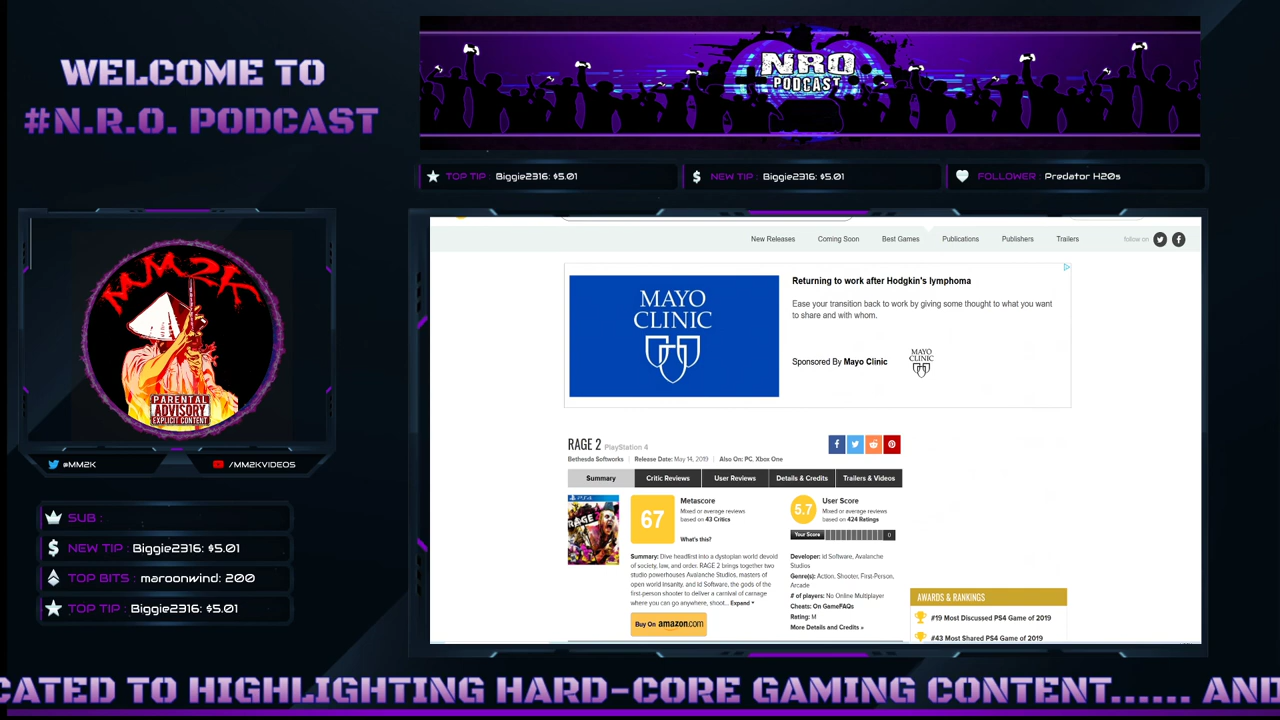 WELCOME TO
#N.R.O. PODCAST
NRO
PODCAST
TOP TIP : Biggie2316: $5.01
NEW TIP : Biggie2316: $5.01
FOLLOWER : Predator H20s
MM2K
PARENTAL
ADVISORY
EXPLICIT CONTENT
@MM2K
/MM2KVIDEOS
SUB :
NEW TIP : Biggie2316: $5.01
TOP BITS : nolanwind: 200
TOP TIP : Biggie2316: $5.01
New Releases
Coming Soon
Best Games
Publications
Publishers
Trailers
follow on
MAYO
CLINIC
Returning to work after Hodgkin's lymphoma
Ease your transition back to work by giving some thought to what you want
to share and with whom.
Sponsored By Mayo Clinic
MAYO
CLINIC
RAGE 2 PlayStation 4
Bethesda Softworks | Release Date: May 14, 2019 | Also On: PC, Xbox One
Summary
Critic Reviews
User Reviews
Details & Credits
Trailers & Videos
PS4
RAGE
67
Metascore
Mixed or average reviews
based on 43 Critics
What's this?
5.7
User Score
Mixed or average reviews
based on 424 Ratings
Your Score
0
Summary: Dive headfirst into a dystopian world devoid
of society, law, and order. RAGE 2 brings together two
studio powerhouses Avalanche Studios, masters of
open world insanity, and id Software, the gods of the
first-person shooter to deliver a carnival of carnage
where you can go anywhere, shoot... Expand
Buy On amazon.com
Developer: id Software, Avalanche
Studios
Genre(s): Action, Shooter, First-Person,
Arcade
# of players: No Online Multiplayer
Cheats: On GameFAQs
Rating: M
More Details and Credits »
AWARDS & RANKINGS
#19 Most Discussed PS4 Game of 2019
#43 Most Shared PS4 Game of 2019
CATED TO HIGHLIGHTING HARD-CORE GAMING CONTENT...... AND